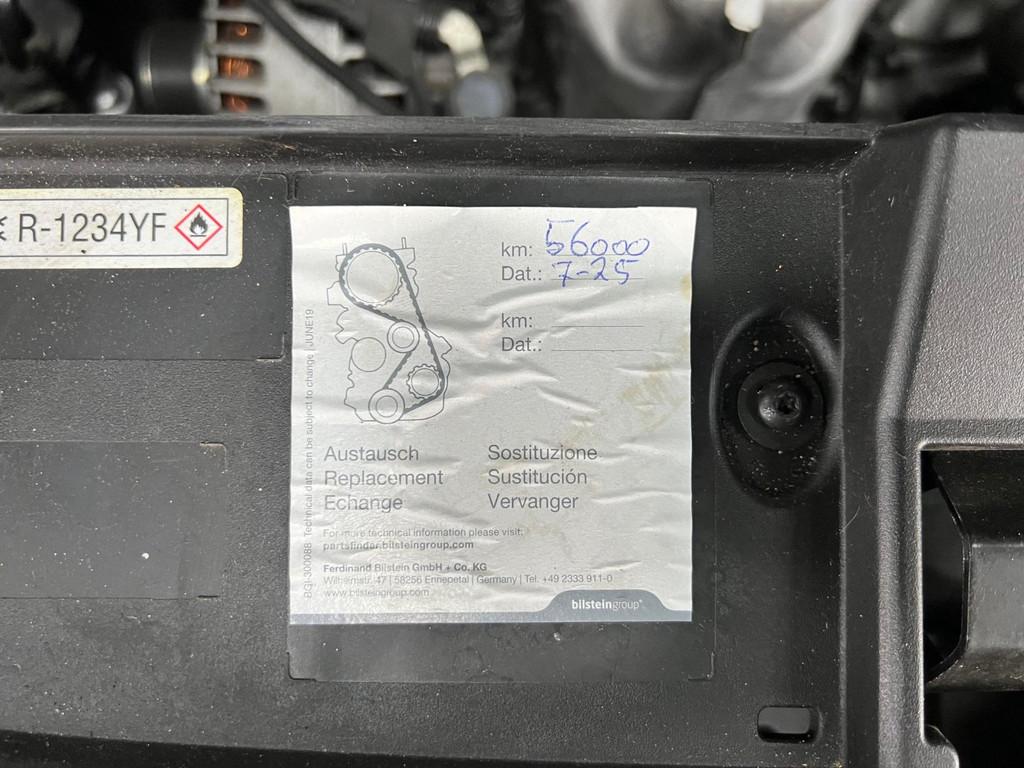 R-1234YF
km: 56000
Dat.: 7-25
km:
Dat.:
Austausch
Replacement
Echange
Sostituzione
Sustitución
Vervanger
For more technical information please visit:
partsfinder.bilsteingroup.com
Ferdinand Bilstein GmbH + Co. KG
Wilhelmstr. 47 | 58256 Ennepetal | Germany | Tel. +49 2333 911-0
www.bilsteingroup.com
bilsteingroup®
BGI-300088 Technical data can be subject to change | JUNE19